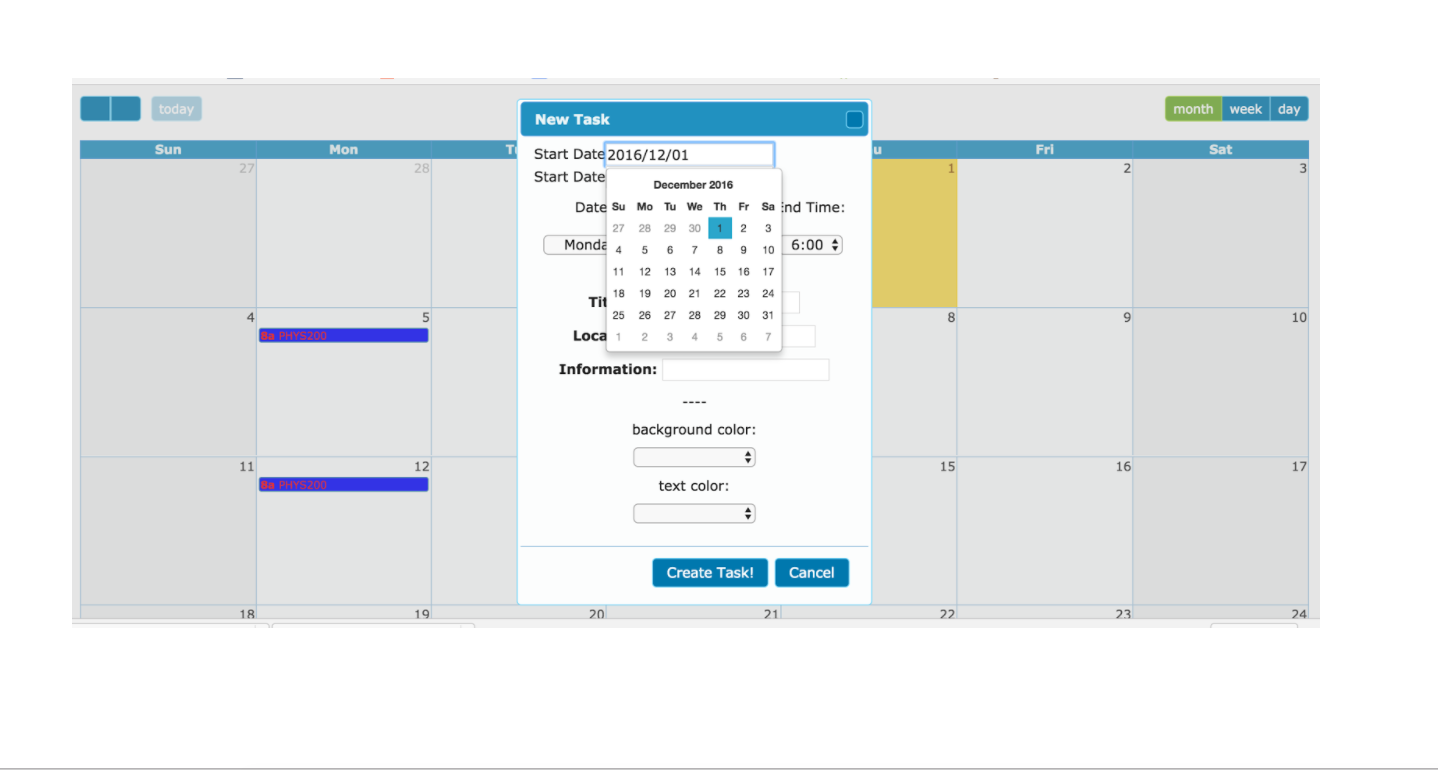 today
month week day
New Task
Sun Mon Fri Sat
27 28 1 2 3
Start Date 2016/12/01
Start Date
December 2016
Su Mo Tu We Th Fr Sa
27 28 29 30 1 2 3
4 5 6 7 8 9 10
11 12 13 14 15 16 17
18 19 20 21 22 23 24
25 26 27 28 29 30 31
1 2 3 4 5 6 7
Date End Time:
6:00
4 5 8 9 10
8a PHYS200
Information:
----
background color:
11 12 15 16 17
8a PHYS200
text color:
Create Task! Cancel
18 19 20 21 22 23 24